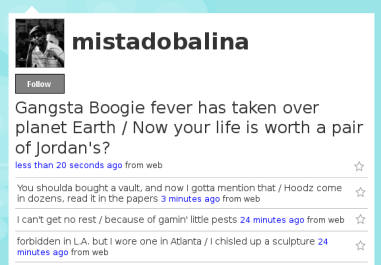 mistadobalina
Follow
Gangsta Boogie fever has taken over
planet Earth / Now your life is worth a pair
of Jordan's?
less than 20 seconds ago from web
You shoulda bought a vault, and now I gotta mention that / Hoodz come
in dozens, read it in the papers 3 minutes ago from web
I can't get no rest / because of gamin' little pests 24 minutes ago from web
forbidden in L.A. but I wore one in Atlanta / I chisled up a sculpture 24
minutes ago from web